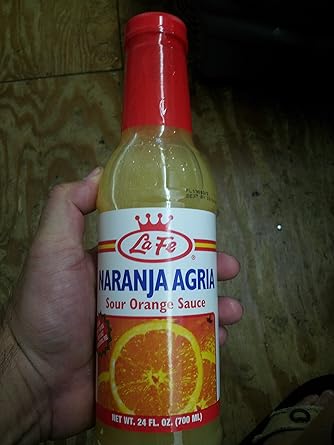 La Fe ®
NARANJA AGRIA
Sour Orange Sauce
NET WT. 24 FL. OZ. (700 ML)